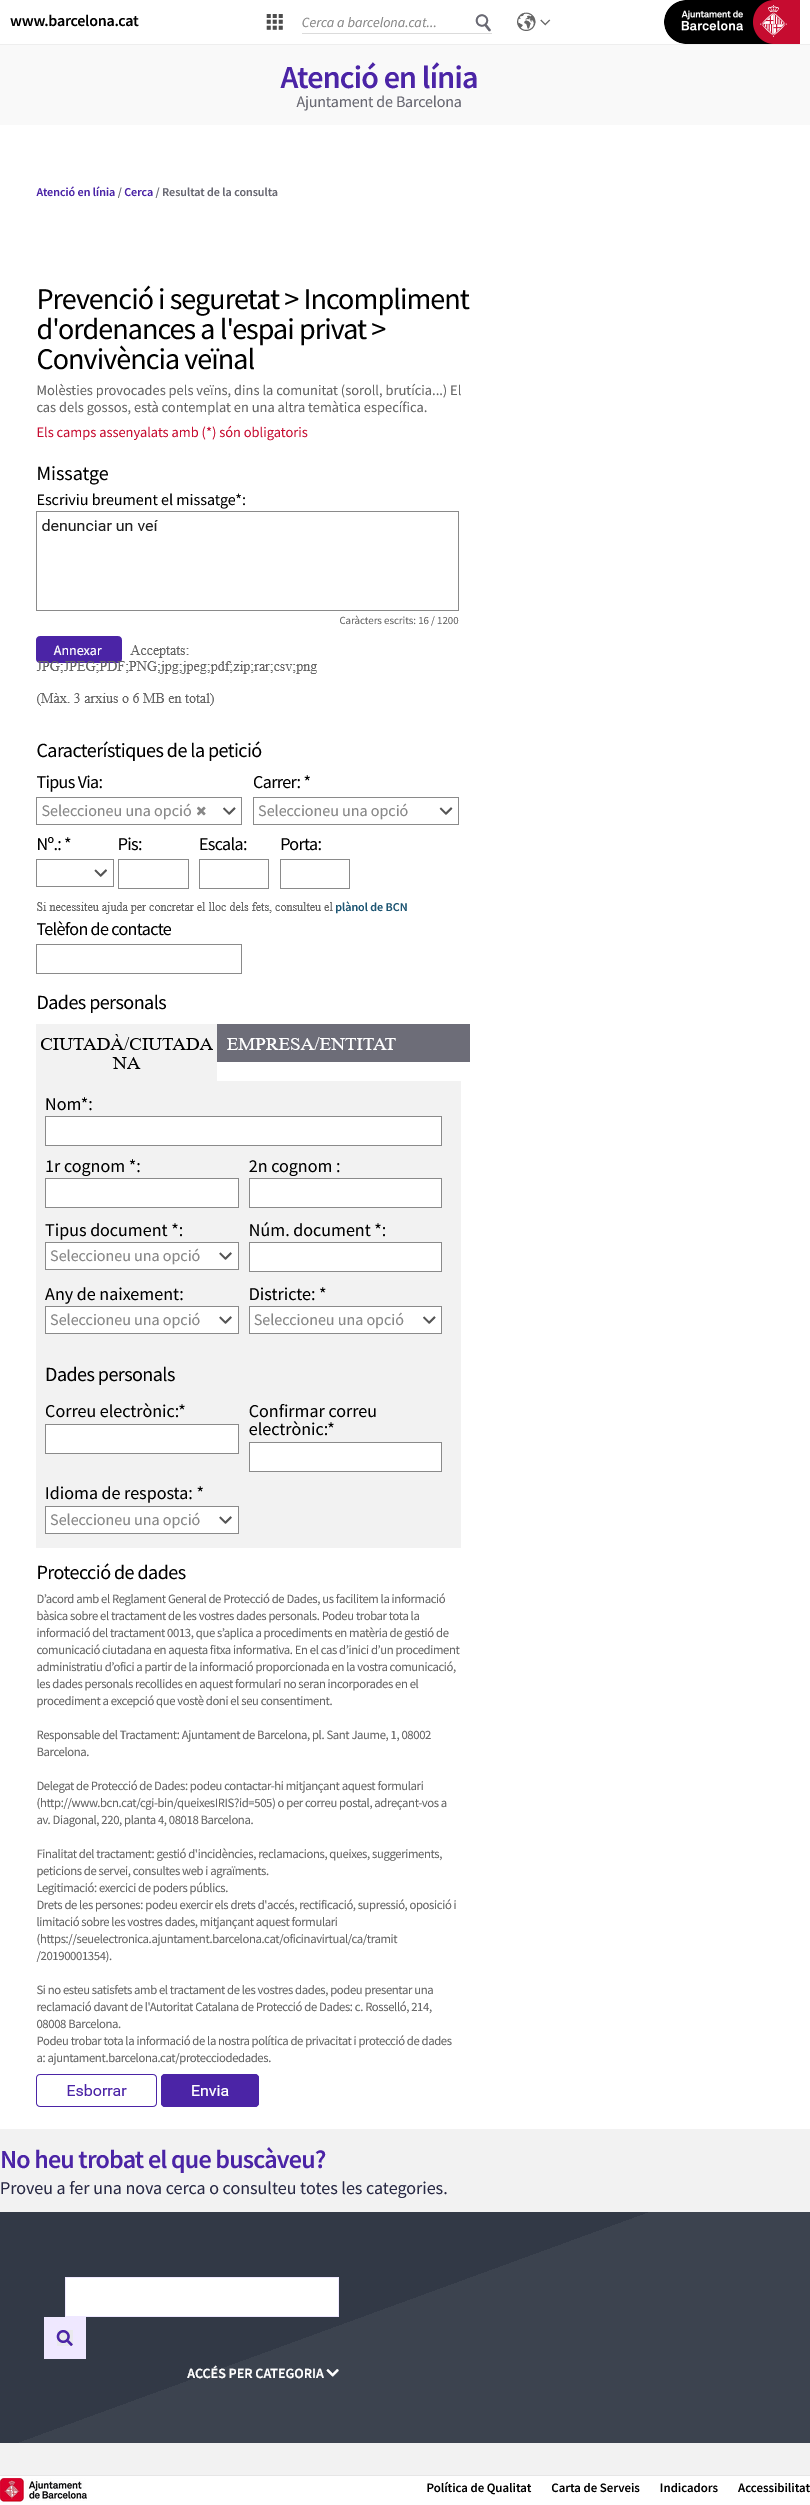 www.barcelona.cat
Cerca a barcelona.cat...
Ajuntament de
Barcelona
Atenció en línia
Ajuntament de Barcelona
Atenció en línia / Cerca / Resultat de la consulta
Prevenció i seguretat > Incompliment
d'ordenances a l'espai privat >
Convivència veïnal
Molèsties provocades pels veïns, dins la comunitat (soroll, brutícia...) El
cas dels gossos, està contemplat en una altra temàtica específica.
Els camps assenyalats amb (*) són obligatoris
Missatge
Escriviu breument el missatge*:
denunciar un veí
Caràcters escrits: 16 / 1200
Annexar Acceptats:
JPG;JPEG;PDF;PNG;jpg;jpeg;pdf;zip;rar;csv;png
(Màx. 3 arxius o 6 MB en total)
Característiques de la petició
Tipus Via: Carrer: *
Seleccioneu una opció ✖ Seleccioneu una opció
Nº.: * Pis: Escala: Porta:
Si necessiteu ajuda per concretar el lloc dels fets, consulteu el plànol de BCN
Telèfon de contacte
Dades personals
CIUTADÀ/CIUTADA EMPRESA/ENTITAT
NA
Nom*:
1r cognom *: 2n cognom :
Tipus document *: Núm. document *:
Seleccioneu una opció
Any de naixement: Districte: *
Seleccioneu una opció Seleccioneu una opció
Dades personals
Correu electrònic:* Confirmar correu
electrònic:*
Idioma de resposta: *
Seleccioneu una opció
Protecció de dades
D'acord amb el Reglament General de Protecció de Dades, us facilitem la informació
bàsica sobre el tractament de les vostres dades personals. Podeu trobar tota la
informació del tractament 0013, que s'aplica a procediments en matèria de gestió de
comunicació ciutadana en aquesta fitxa informativa. En el cas d'inici d'un procediment
administratiu d'ofici a partir de la informació proporcionada en la vostra comunicació,
les dades personals recollides en aquest formulari no seran incorporades en el
procediment a excepció que vostè doni el seu consentiment.
Responsable del Tractament: Ajuntament de Barcelona, pl. Sant Jaume, 1, 08002
Barcelona.
Delegat de Protecció de Dades: podeu contactar-hi mitjançant aquest formulari
(http://www.bcn.cat/cgi-bin/queixesIRIS?id=505) o per correu postal, adreçant-vos a
av. Diagonal, 220, planta 4, 08018 Barcelona.
Finalitat del tractament: gestió d'incidències, reclamacions, queixes, suggeriments,
peticions de servei, consultes web i agraïments.
Legitimació: exercici de poders públics.
Drets de les persones: podeu exercir els drets d'accés, rectificació, supressió, oposició i
limitació sobre les vostres dades, mitjançant aquest formulari
(https://seuelectronica.ajuntament.barcelona.cat/oficinavirtual/ca/tramit
/20190001354).
Si no esteu satisfets amb el tractament de les vostres dades, podeu presentar una
reclamació davant de l'Autoritat Catalana de Protecció de Dades: c. Rosselló, 214,
08008 Barcelona.
Podeu trobar tota la informació de la nostra política de privacitat i protecció de dades
a: ajuntament.barcelona.cat/protecciodedades.
Esborrar Envia
No heu trobat el que buscàveu?
Proveu a fer una nova cerca o consulteu totes les categories.
ACCÉS PER CATEGORIA
Ajuntament
de Barcelona
Política de Qualitat Carta de Serveis Indicadors Accessibilitat